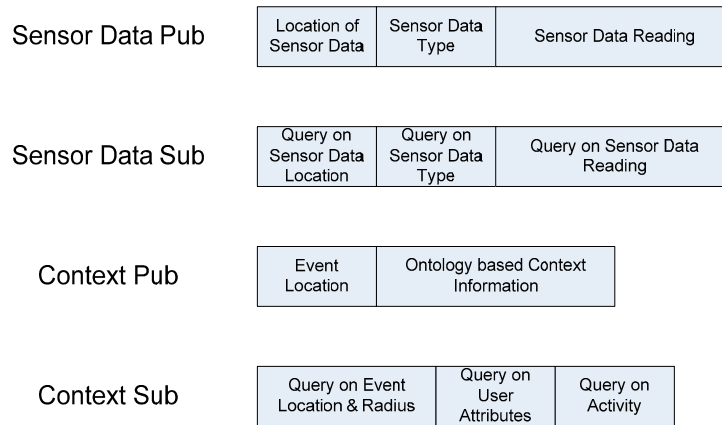 Sensor Data Pub
Location of
Sensor Data
Sensor Data
Type
Sensor Data Reading
Sensor Data Sub
Query on
Sensor Data
Location
Query on
Sensor Data
Type
Query on Sensor Data
Reading
Context Pub
Event
Location
Ontology based Context
Information
Context Sub
Query on Event
Location & Radius
Query on
User
Attributes
Query on
Activity